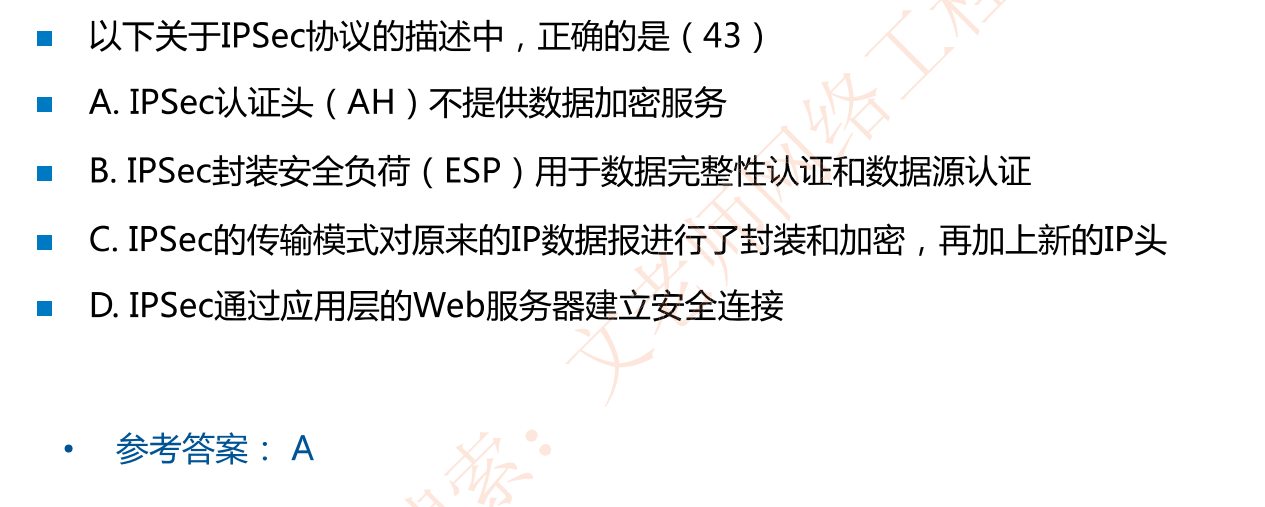 以下关于IPSec协议的描述中，正确的是（43）
A. IPSec认证头（AH）不提供数据加密服务
B. IPSec封装安全负荷（ESP）用于数据完整性认证和数据源认证
C. IPSec的传输模式对原来的IP数据报进行了封装和加密，再加上新的IP头
D. IPSec通过应用层的Web服务器建立安全连接
参考答案： A
搜索：文老师网络工程